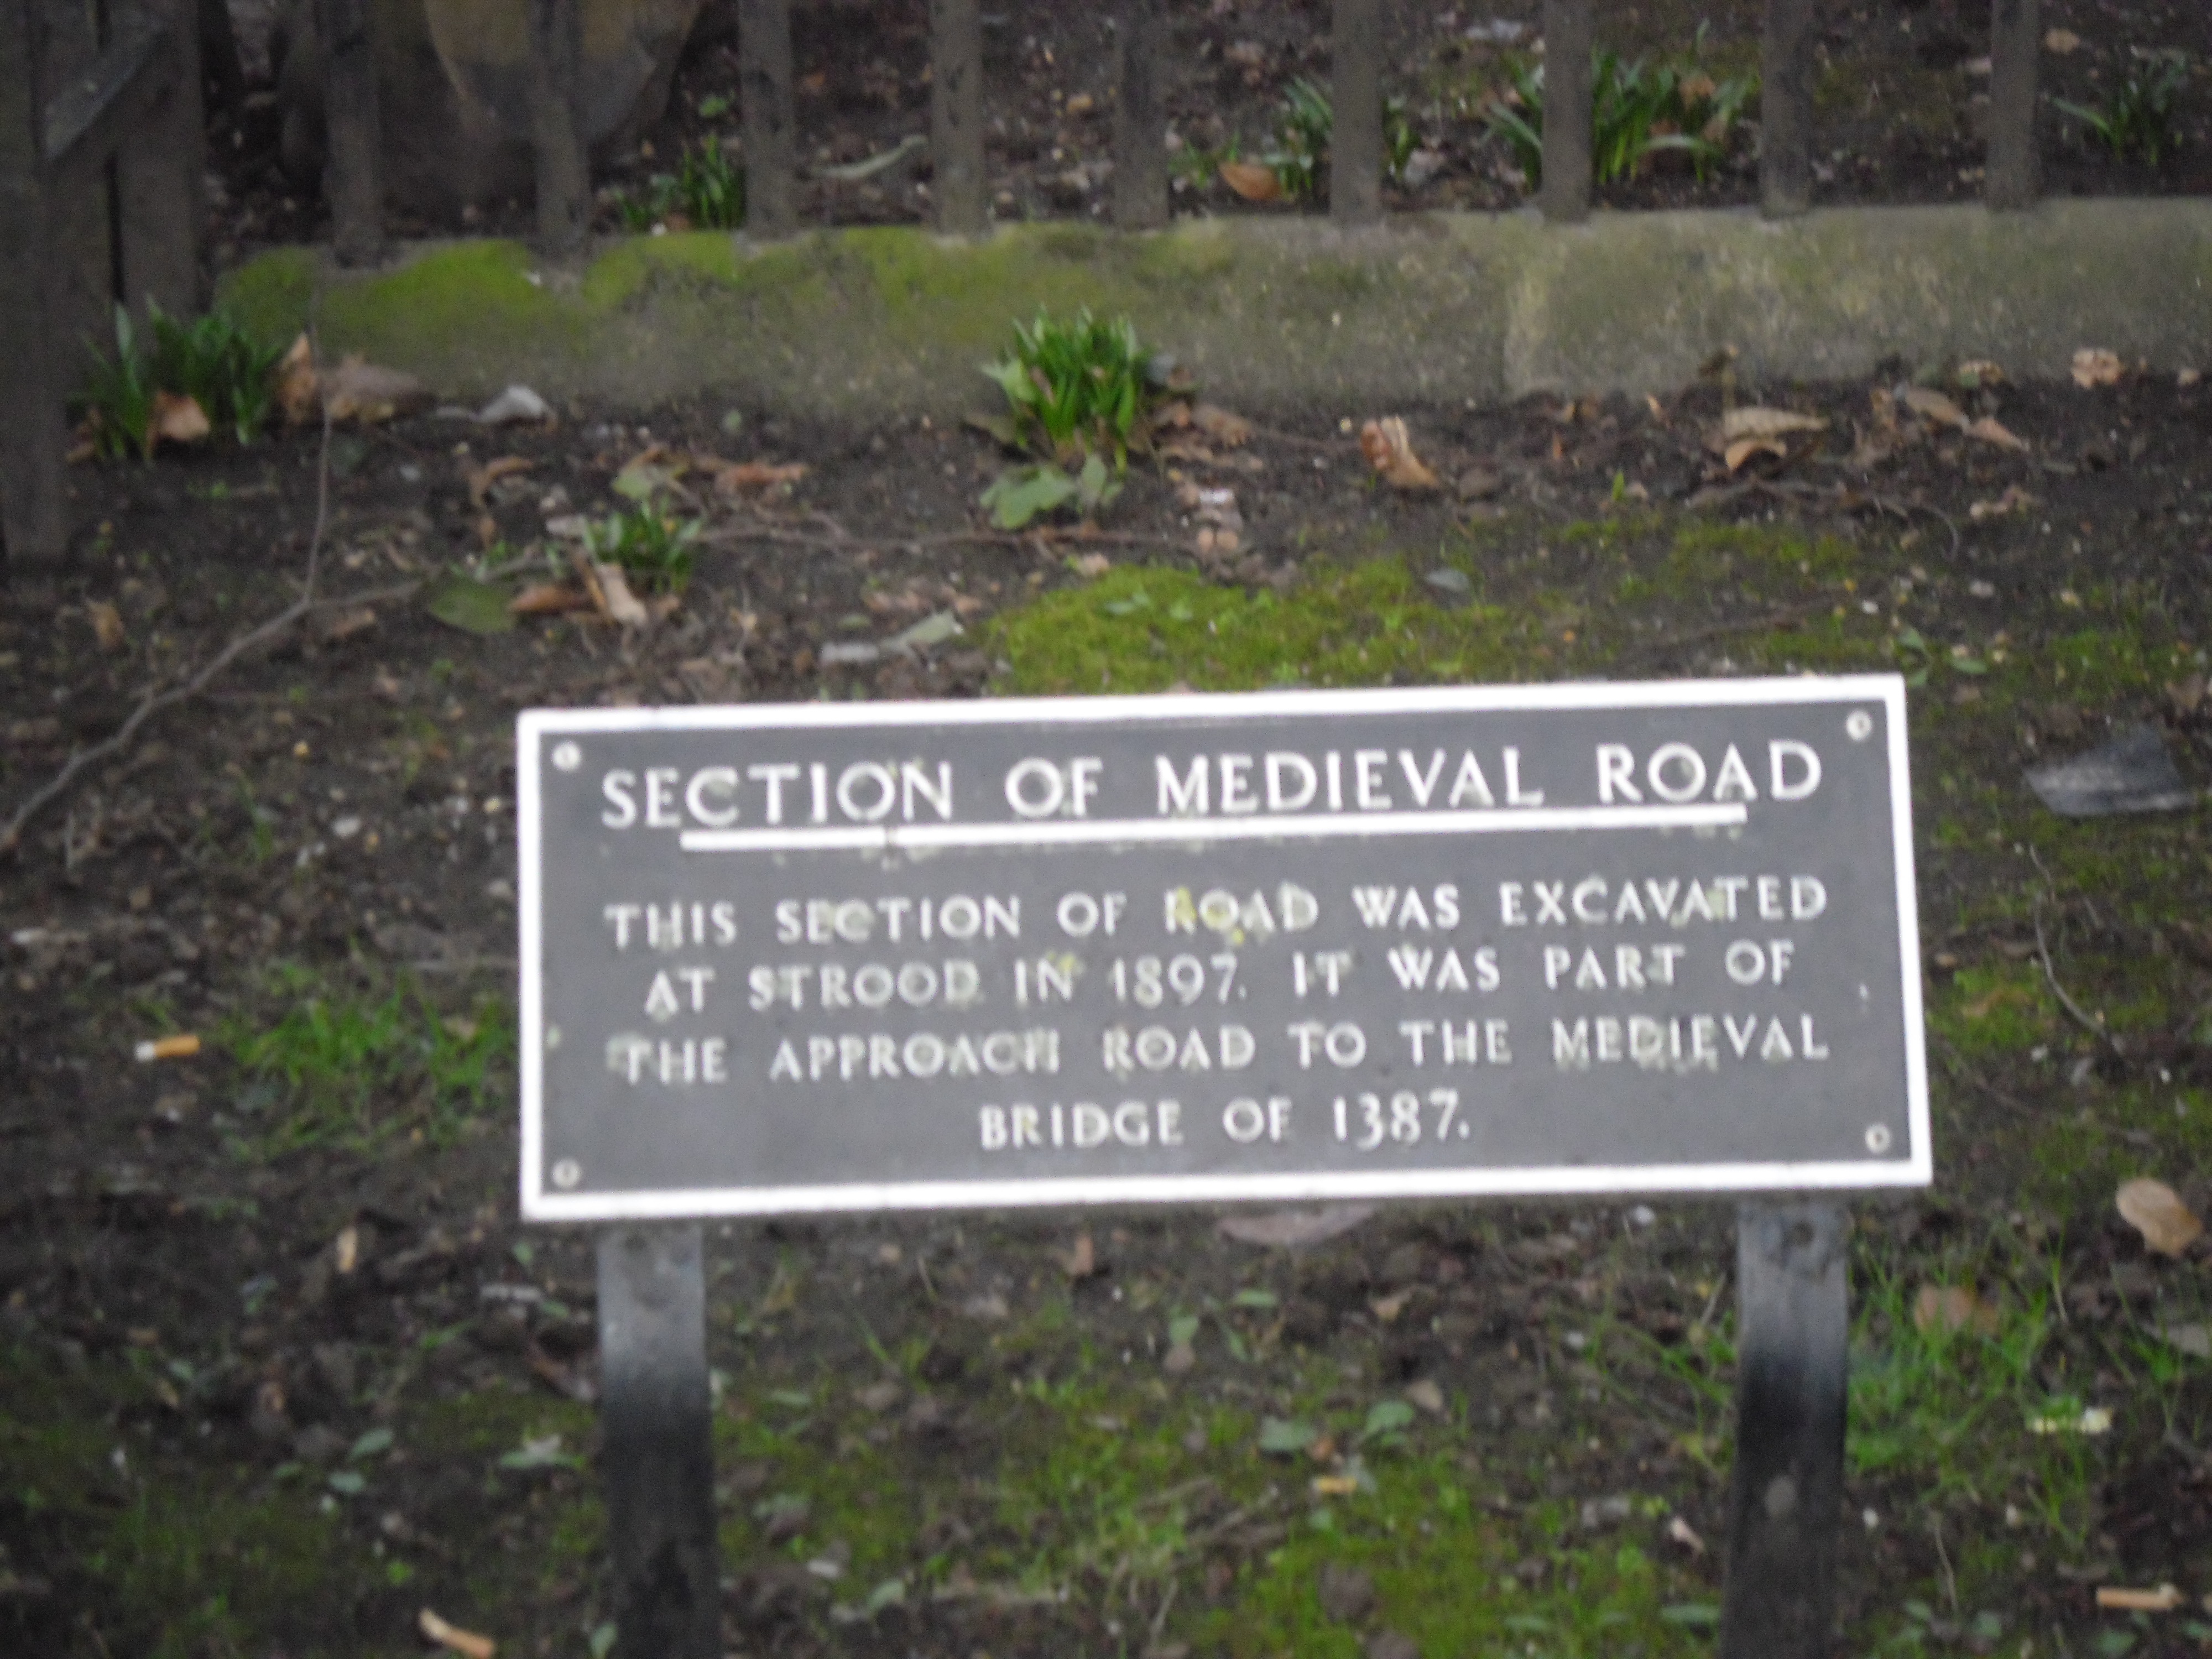 SECTION OF MEDIEVAL ROAD
THIS SECTION OF ROAD WAS EXCAVATED
AT STROOD IN 1897. IT WAS PART OF
THE APPROACH ROAD TO THE MEDIEVAL
BRIDGE OF 1387.